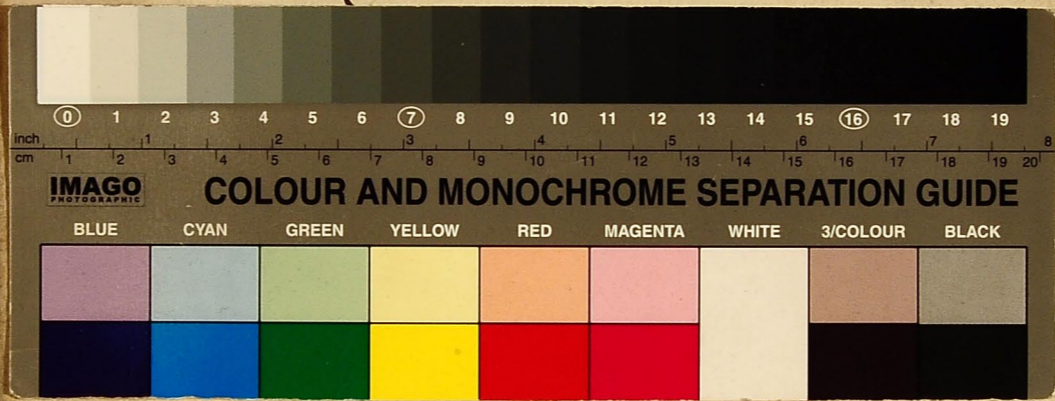 0 1 2 3 4 5 6 7 8 9 10 11 12 13 14 15 16 17 18 19
inch 1 2 3 4 5 6 7 8
cm 1 2 3 4 5 6 7 8 9 10 11 12 13 14 15 16 17 18 19 20
IMAGO
PHOTOGRAPHIC
COLOUR AND MONOCHROME SEPARATION GUIDE
BLUE CYAN GREEN YELLOW RED MAGENTA WHITE 3/COLOUR BLACK